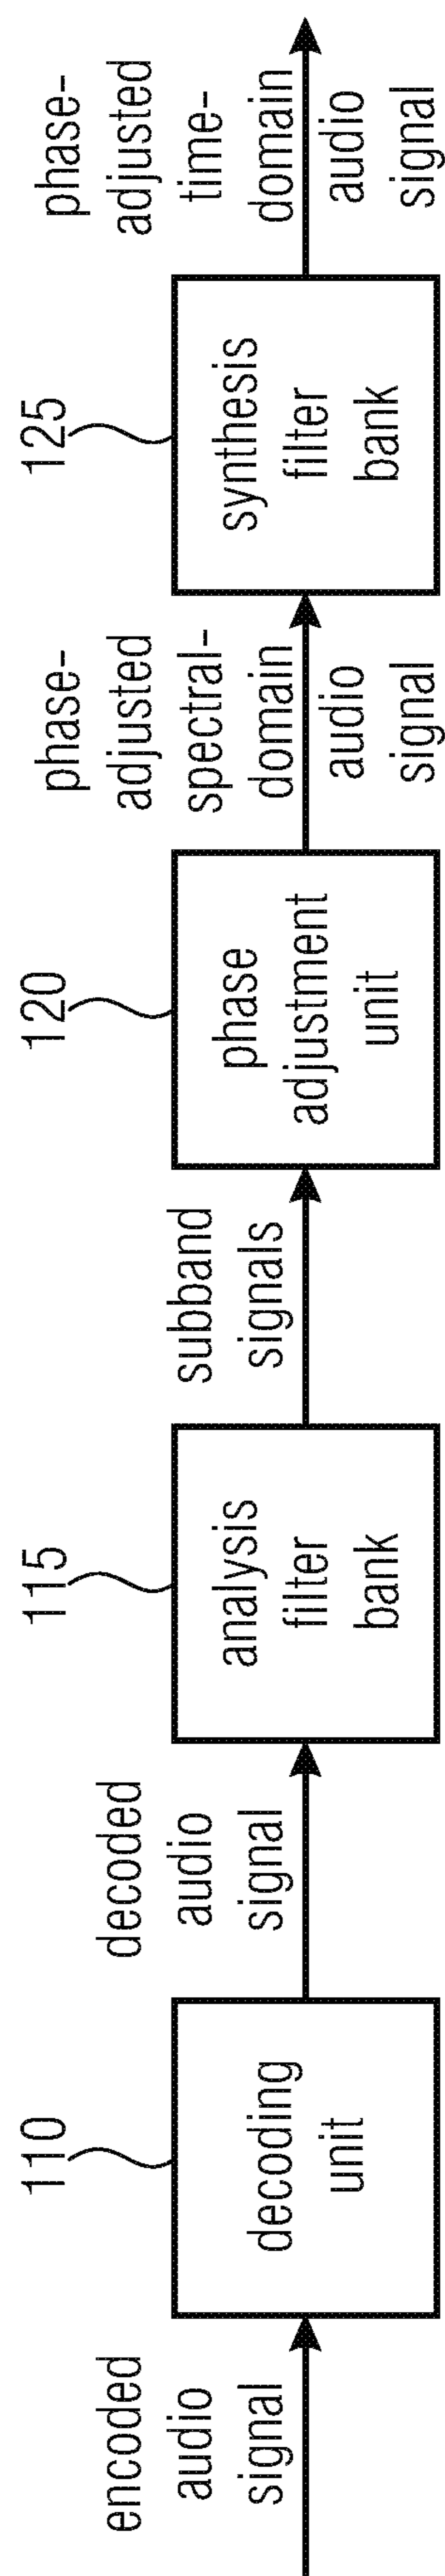 encoded
audio
signal
110
decoding
unit
decoded
audio
signal
115
analysis
filter
bank
subband
signals
120
phase
adjustment
unit
phase-
adjusted
spectral-
domain
audio
signal
125
synthesis
filter
bank
phase-
adjusted
time-
domain
audio
signal